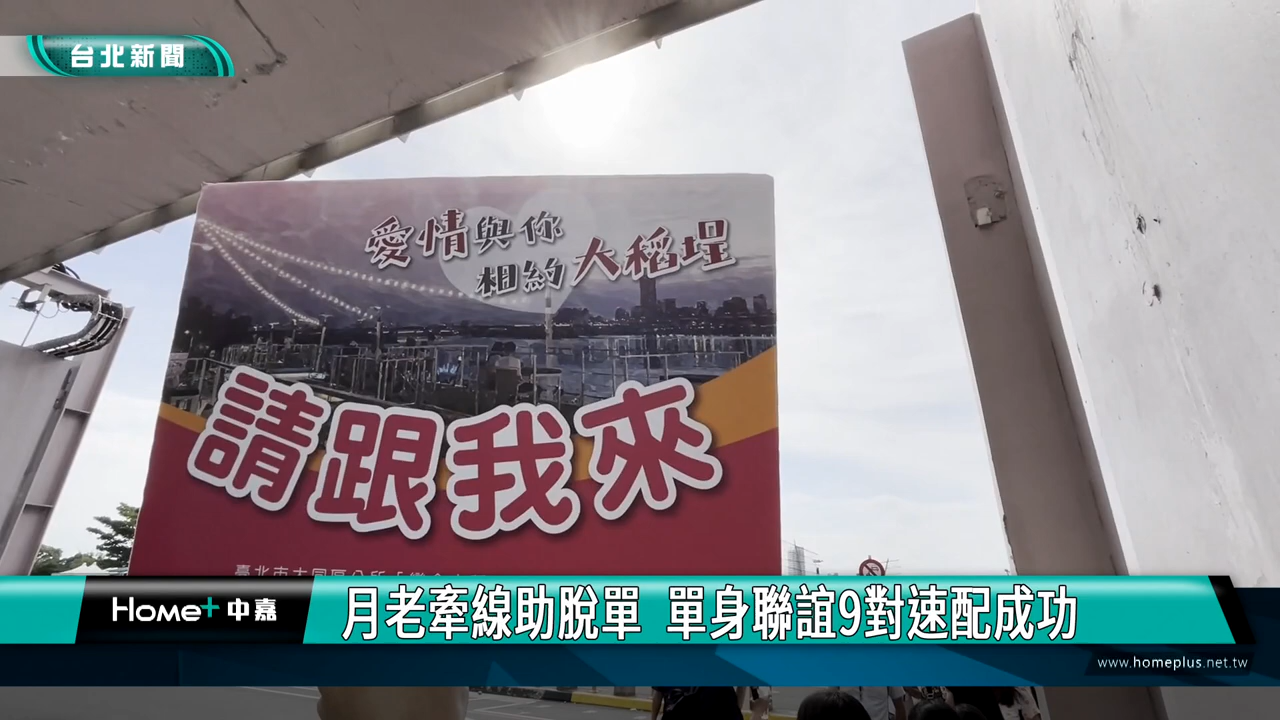 台北新聞
愛情與你
相約大稻埕
請跟我來
Home+中嘉
月老牽線助脫單 單身聯誼9對速配成功
www.homeplus.net.tw